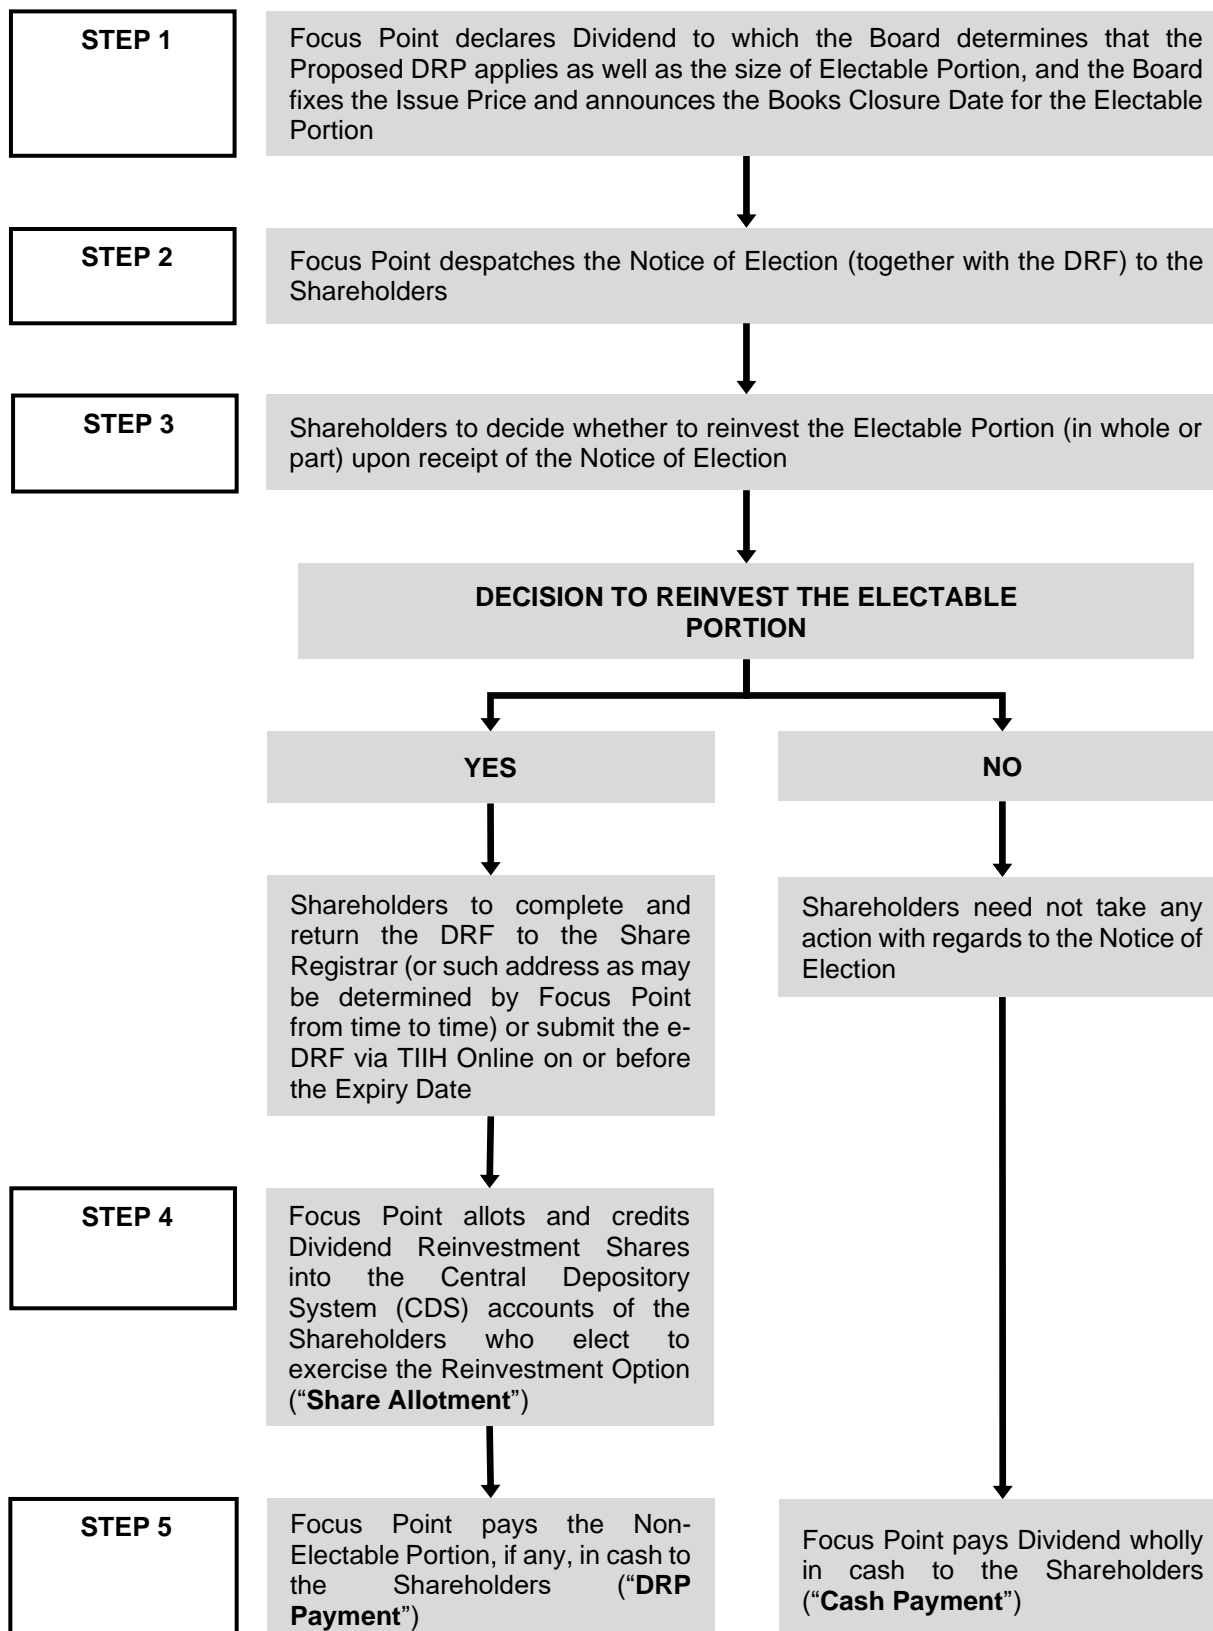 STEP 1
Focus Point declares Dividend to which the Board determines that the
Proposed DRP applies as well as the size of Electable Portion, and the Board
fixes the Issue Price and announces the Books Closure Date for the Electable
Portion
STEP 2
Focus Point despatches the Notice of Election (together with the DRF) to the
Shareholders
STEP 3
Shareholders to decide whether to reinvest the Electable Portion (in whole or
part) upon receipt of the Notice of Election
DECISION TO REINVEST THE ELECTABLE
PORTION
YES
NO
Shareholders to complete and
return the DRF to the Share
Registrar (or such address as may
be determined by Focus Point
from time to time) or submit the e-
DRF via TIIH Online on or before
the Expiry Date
Shareholders need not take any
action with regards to the Notice of
Election
STEP 4
Focus Point allots and credits
Dividend Reinvestment Shares
into the Central Depository
System (CDS) accounts of the
Shareholders who elect to
exercise the Reinvestment Option
(“Share Allotment”)
STEP 5
Focus Point pays the Non-
Electable Portion, if any, in cash to
the Shareholders (“DRP
Payment”)
Focus Point pays Dividend wholly
in cash to the Shareholders
(“Cash Payment”)